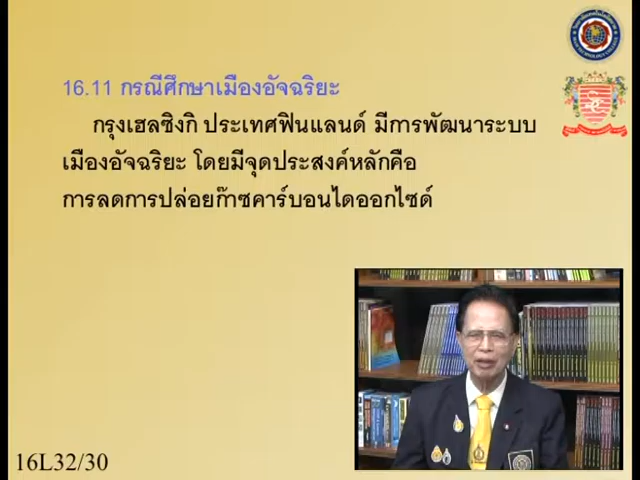 16.11 กรณีศึกษาเมืองอัจฉริยะ
กรุงเฮลซิงกิ ประเทศฟินแลนด์ มีการพัฒนาระบบ
เมืองอัจฉริยะ โดยมีจุดประสงค์หลักคือ
การลดการปล่อยก๊าซคาร์บอนไดออกไซด์
16L32/30